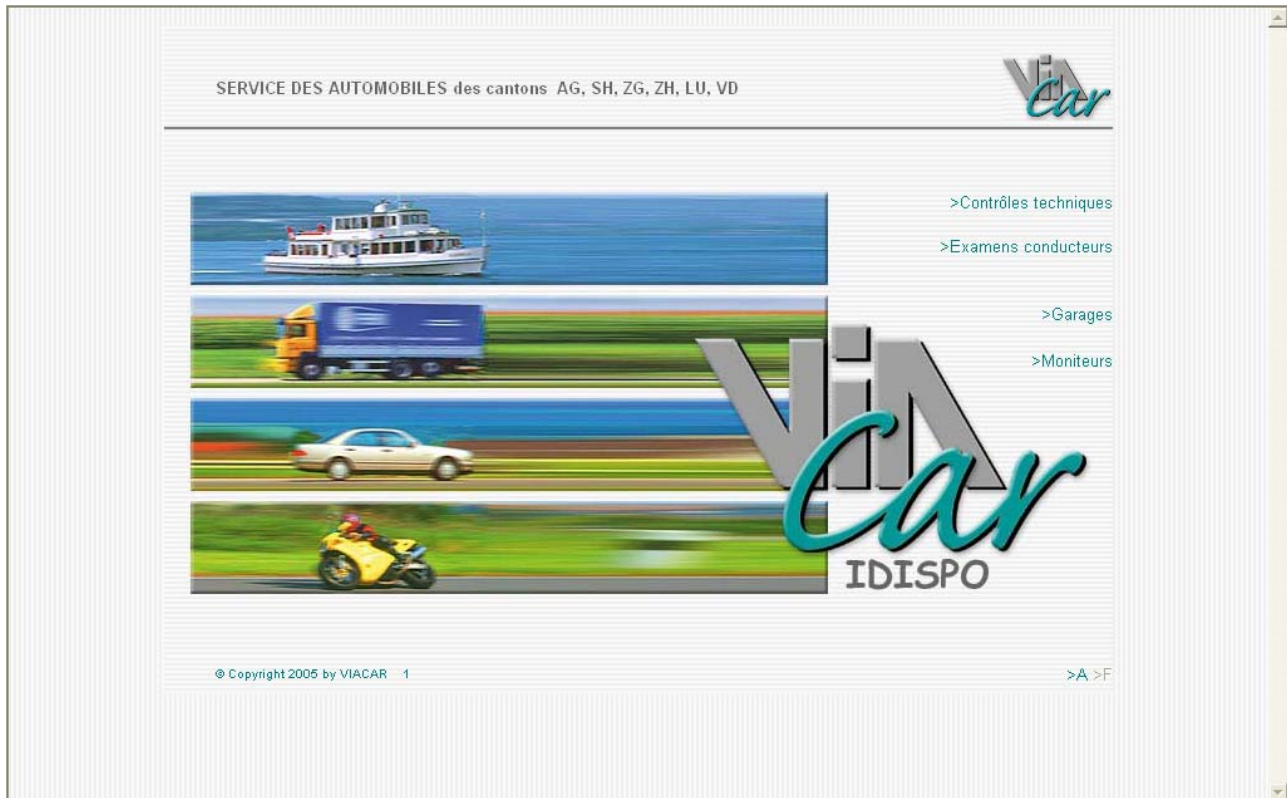 SERVICE DES AUTOMOBILES des cantons AG, SH, ZG, ZH, LU, VD
ViA Car
>Contrôles techniques
>Examens conducteurs
>Garages
>Moniteurs
ViA Car
IDISPO
© Copyright 2005 by VIACAR 1
>A >F